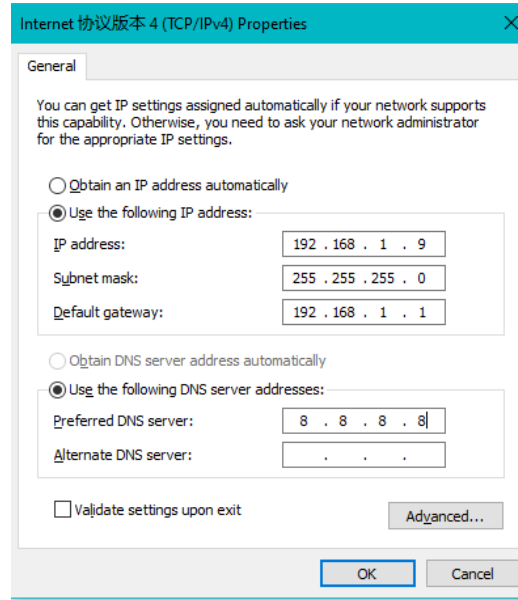 Internet 协议版本 4 (TCP/IPv4) Properties
General
You can get IP settings assigned automatically if your network supports
this capability. Otherwise, you need to ask your network administrator
for the appropriate IP settings.
Obtain an IP address automatically
Use the following IP address:
IP address: 192 . 168 . 1 . 9
Subnet mask: 255 . 255 . 255 . 0
Default gateway: 192 . 168 . 1 . 1
Obtain DNS server address automatically
Use the following DNS server addresses:
Preferred DNS server: 8 . 8 . 8 . 8
Alternate DNS server: . . .
Validate settings upon exit
Advanced...
OK Cancel